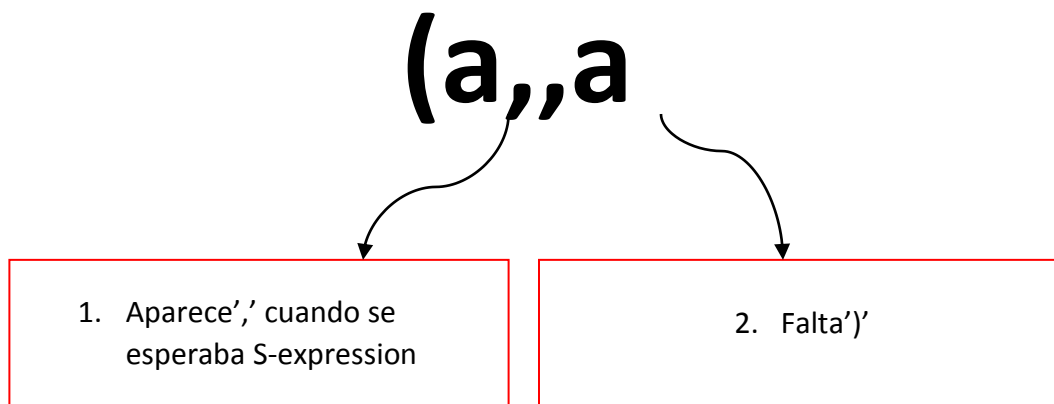 (a,,a
1. Aparece’,’ cuando se
esperaba S-expression
2. Falta’)’